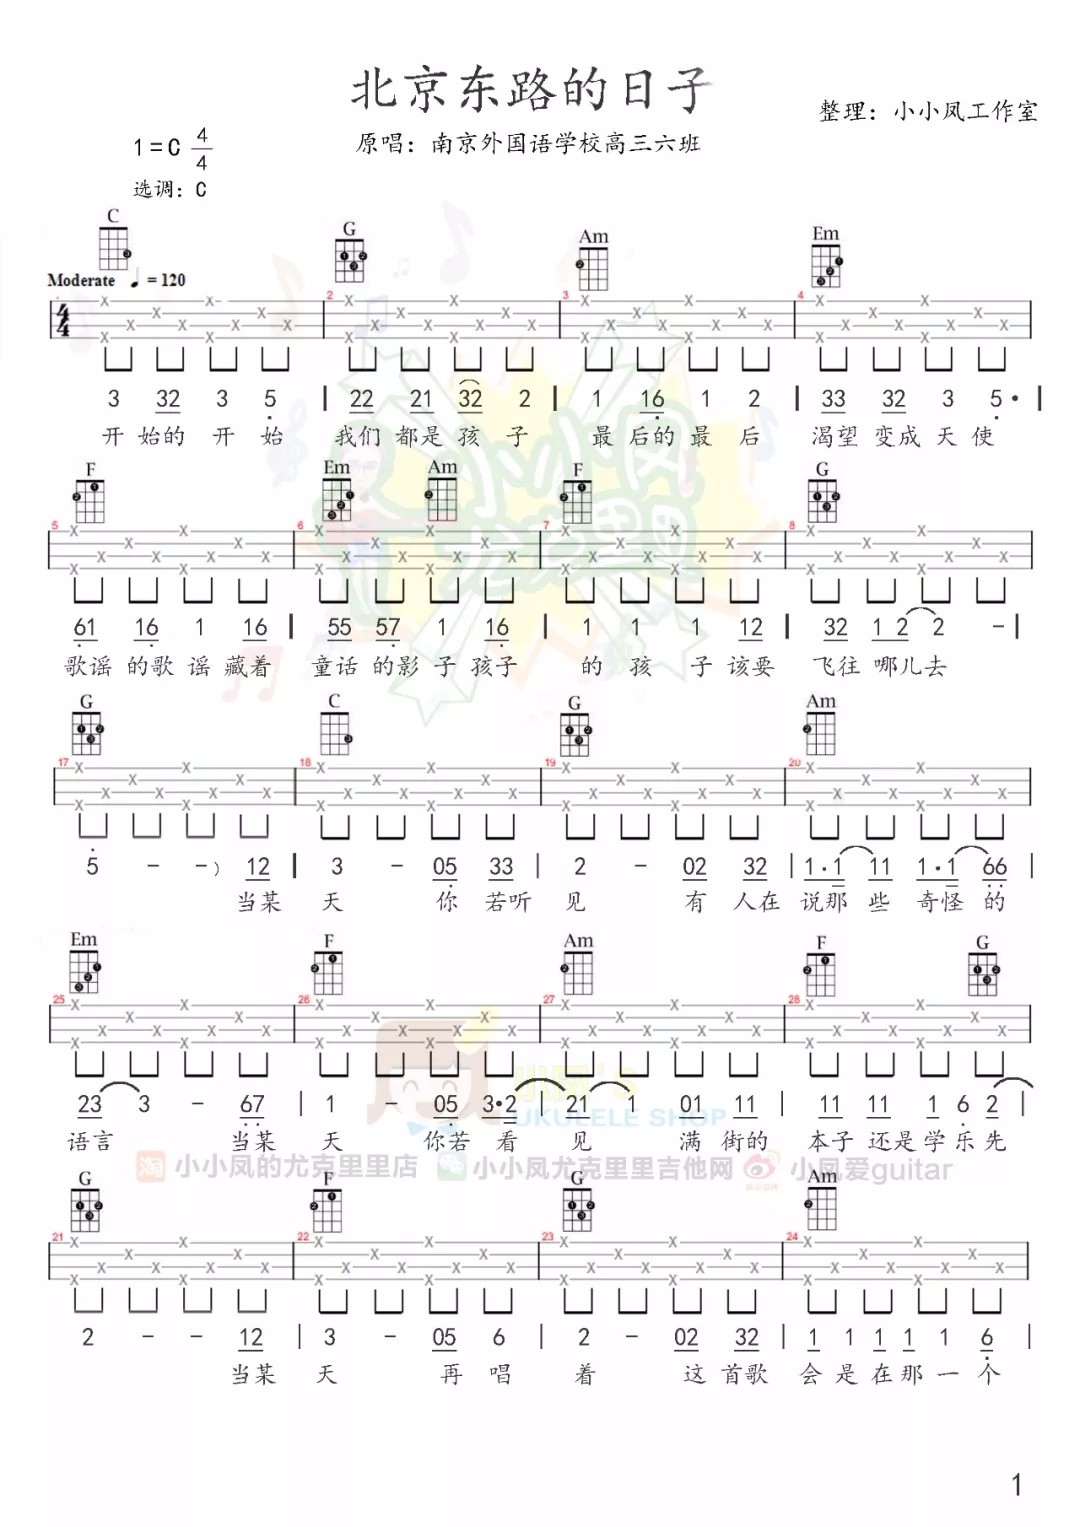 北京东路的日子
整理：小小凤工作室
原唱：南京外国语学校高三六班
1=C 4/4
选调：C
C G Am Em
Moderate ♩=120
2 3 4
3 32 3 5 | 22 21 32 2 | 1 16 1 2 | 33 32 3 5· |
开始的开始 我们都是孩子 最后的最后 渴望变成天使
F Em Am F G
5 6 7 8
61 16 1 16 | 55 57 1 16 | 1 1 1 12 | 32 12 2 - |
歌谣的歌谣藏着 童话的影子孩子 的孩子该要 飞往哪儿去
G C G Am
17 18 19 20
5 - -） 12 | 3 - 05 33 | 2 - 02 32 | 1·1 11 1·1 66 |
当某 天 你若听 见 有人在 说那些奇怪的
Em F Am F G
25 26 27 28
23 3 - 67 | 1 - 05 3·2 | 21 1 01 11 | 11 11 1 6 2 |
语言 当某 天 你若看 见 满街的 本子还是学乐先
小凤's
UKULELE SHOP
淘 小小凤的尤克里里店 小小凤尤克里里吉他网 小凤爱guitar
G F G Am
21 22 23 24
2 - - 12 | 3 - 05 6 | 2 - 02 32 | 1 1 1 1 1 6 |
当某 天 再唱 着 这首歌 会是在那一个
1